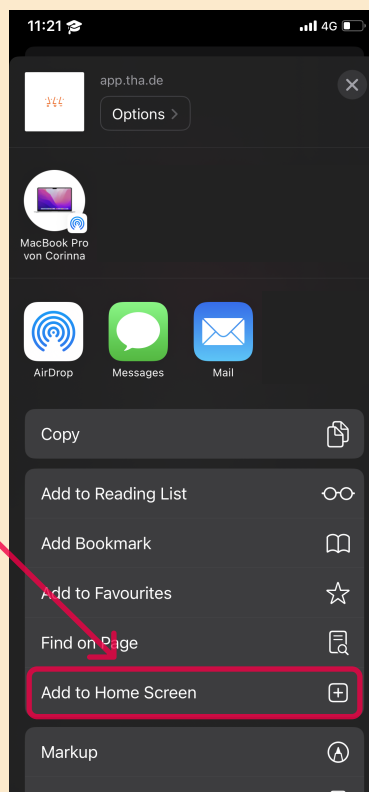 11:21
4G
app.tha.de
Options
MacBook Pro
von Corinna
AirDrop
Messages
Mail
Copy
Add to Reading List
Add Bookmark
Add to Favourites
Find on Page
Add to Home Screen
Markup